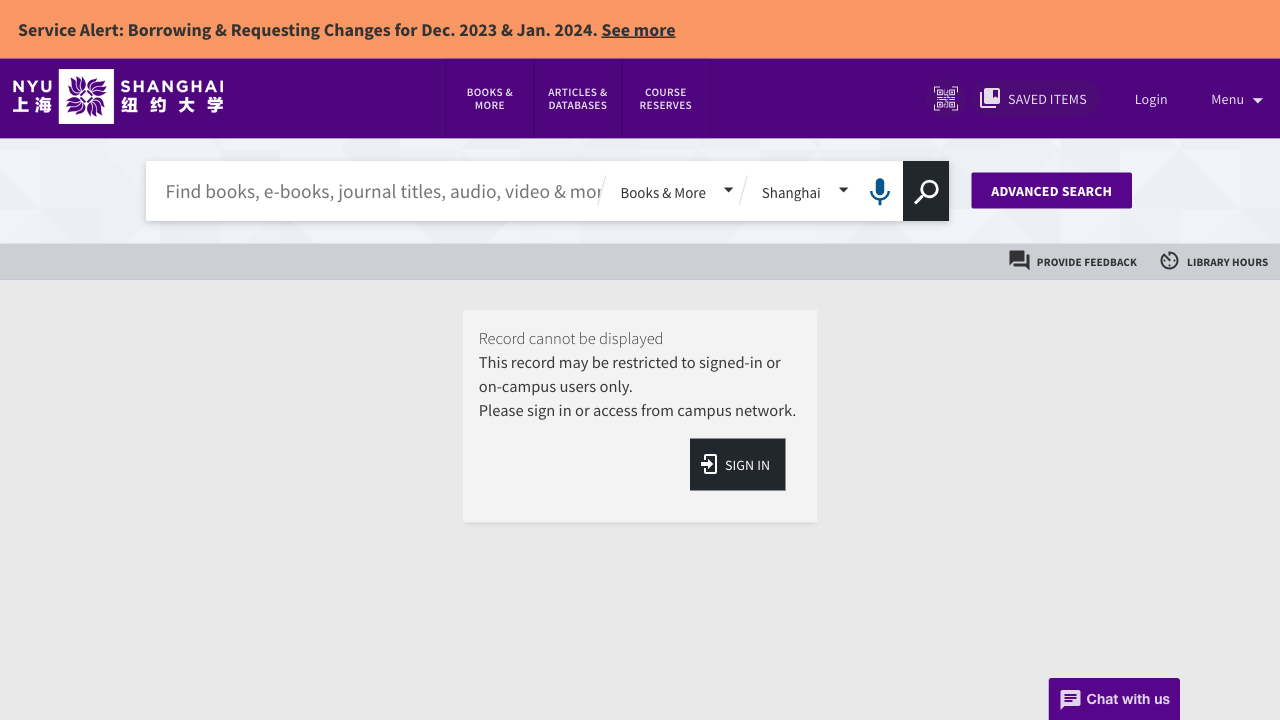 Service Alert: Borrowing & Requesting Changes for Dec. 2023 & Jan. 2024. See more
NYU SHANGHAI
上海 纽约大学
BOOKS &
MORE
ARTICLES &
DATABASES
COURSE
RESERVES
SAVED ITEMS
Login
Menu
Find books, e-books, journal titles, audio, video & mor
Books & More
Shanghai
ADVANCED SEARCH
PROVIDE FEEDBACK
LIBRARY HOURS
Record cannot be displayed
This record may be restricted to signed-in or
on-campus users only.
Please sign in or access from campus network.
SIGN IN
Chat with us